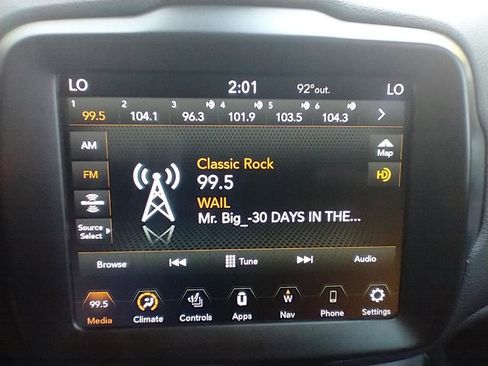 LO 2:01 92°out. LO
1 2 3 4 5 6
99.5 104.1 96.3 101.9 103.5 104.3
AM
Map
Classic Rock
99.5
FM
HD
WAIL
Mr. Big_-30 DAYS IN THE...
Source
Select
Browse Tune Audio
99.5 W
Media Climate Controls Apps Nav Phone Settings